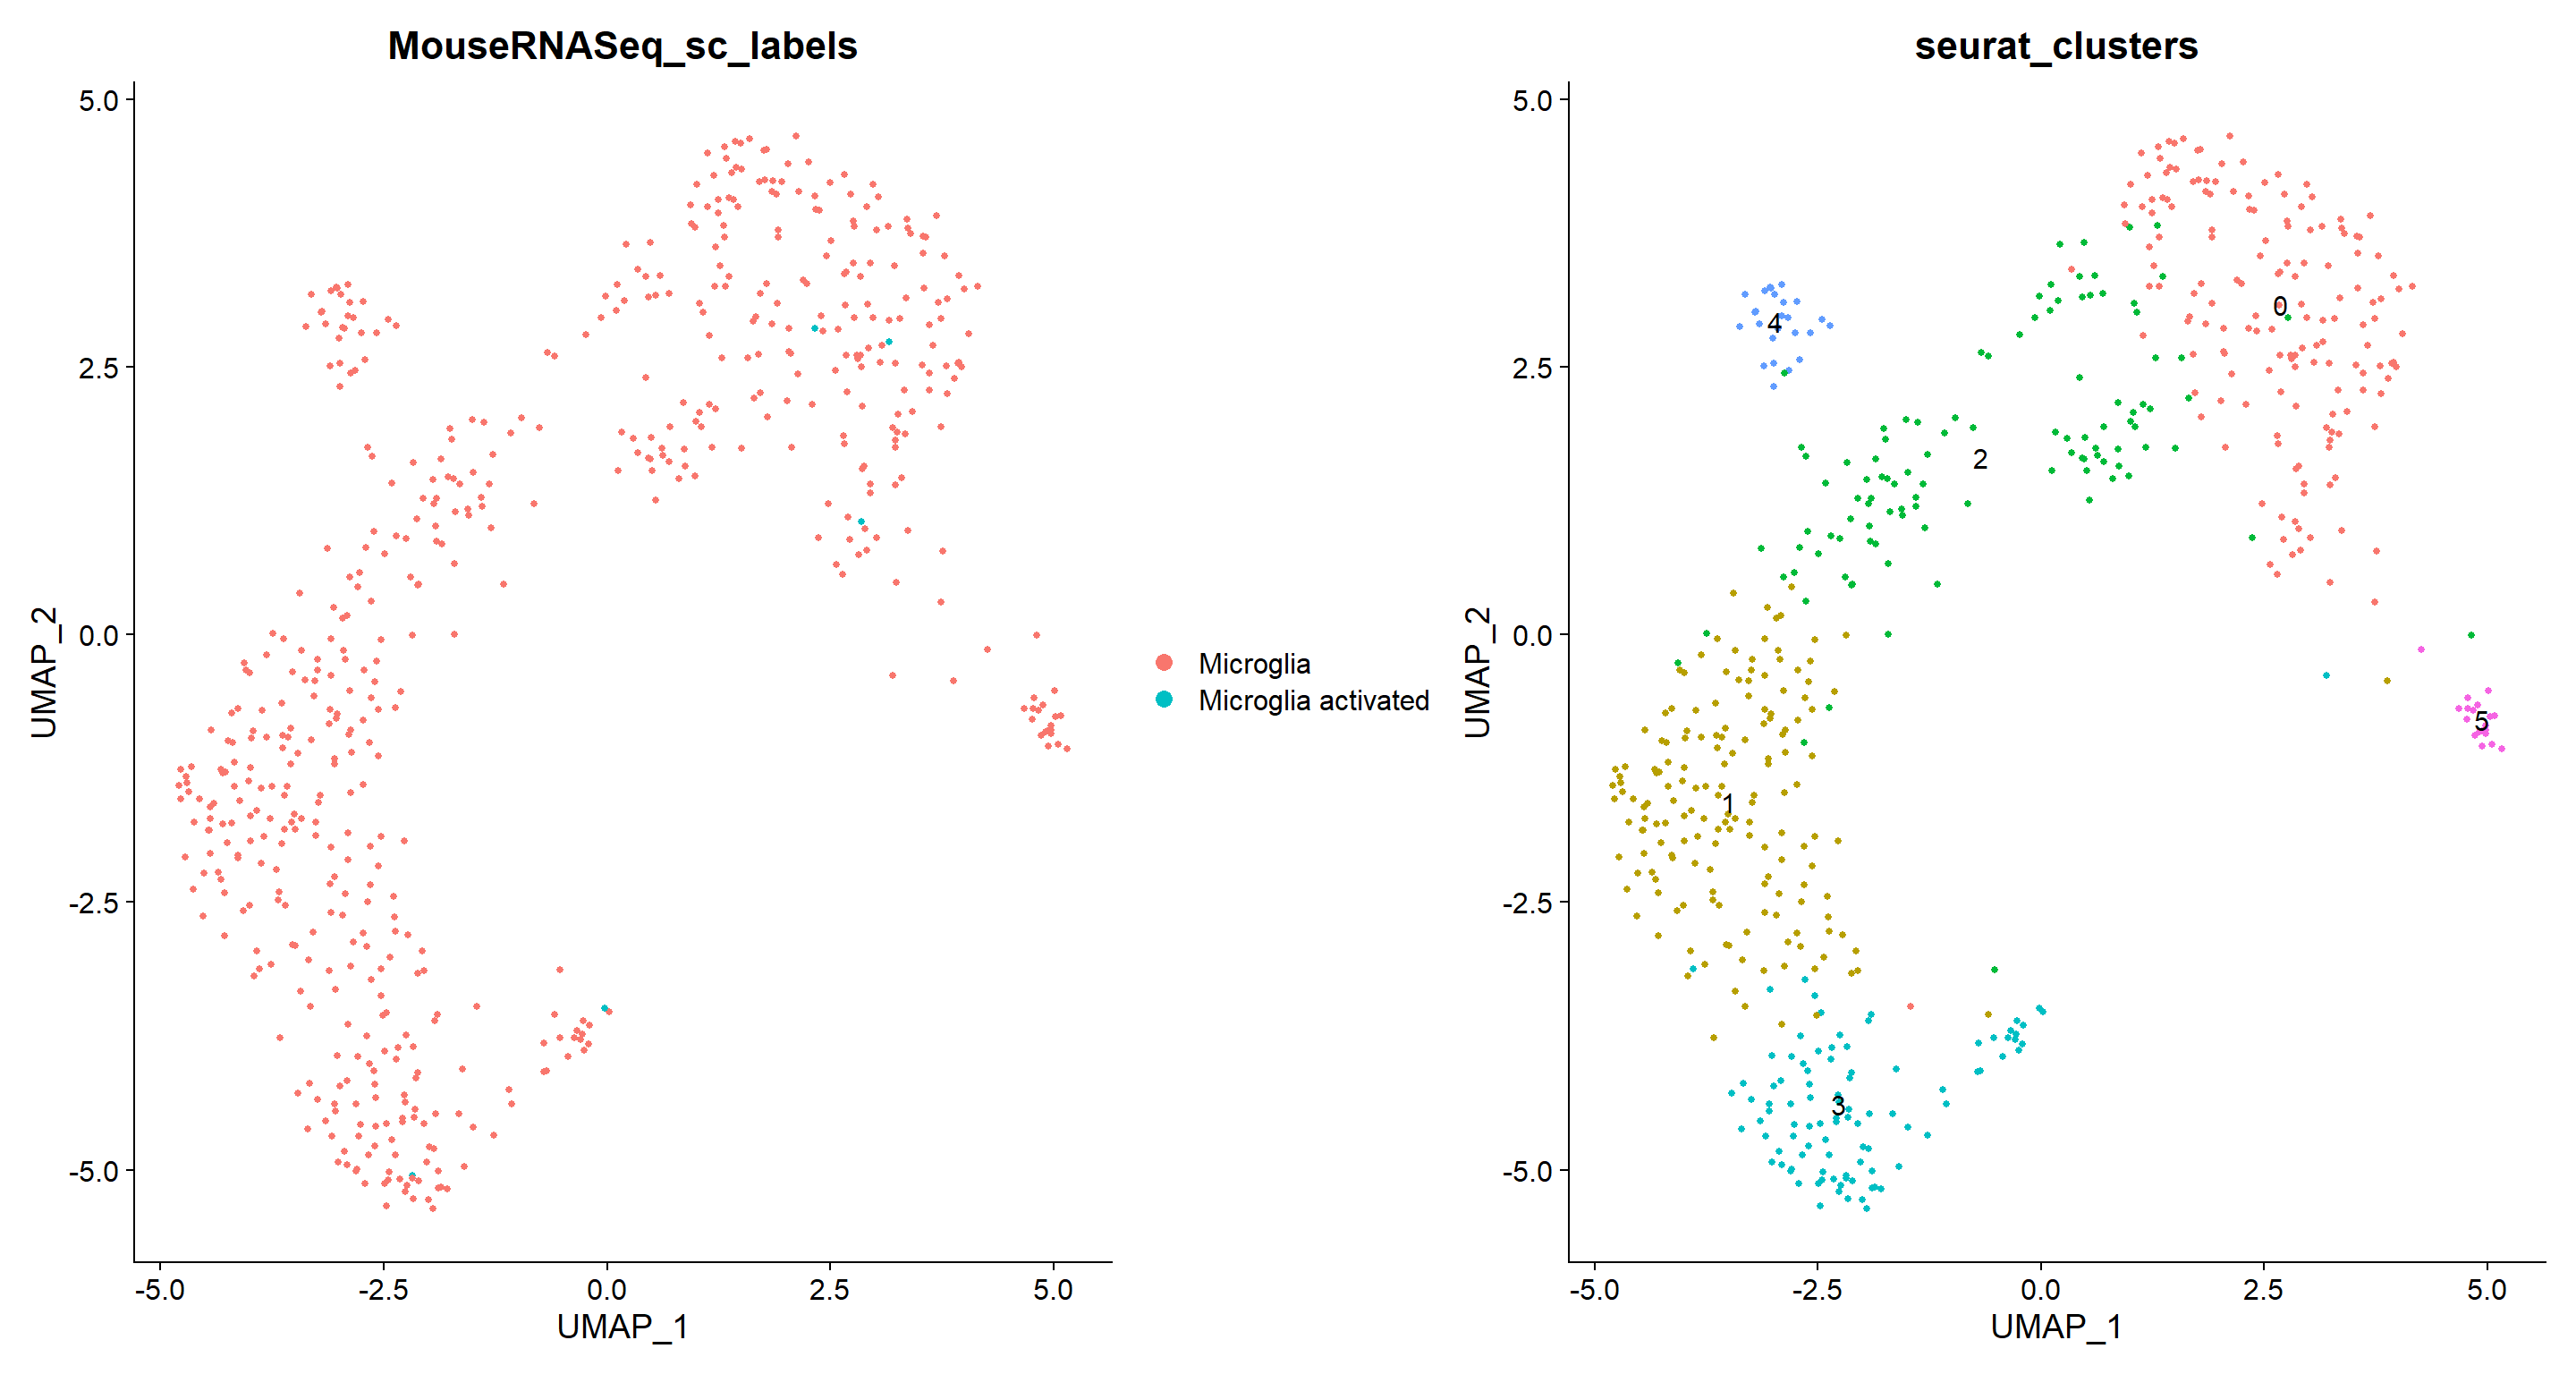 MouseRNASeq_sc_labels
5.0
2.5
0.0
-2.5
-5.0
UMAP_2
-5.0 -2.5 0.0 2.5 5.0
UMAP_1
Microglia
Microglia activated
seurat_clusters
5.0
2.5
0.0
-2.5
-5.0
UMAP_2
0
4
2
5
1
3
-5.0 -2.5 0.0 2.5 5.0
UMAP_1